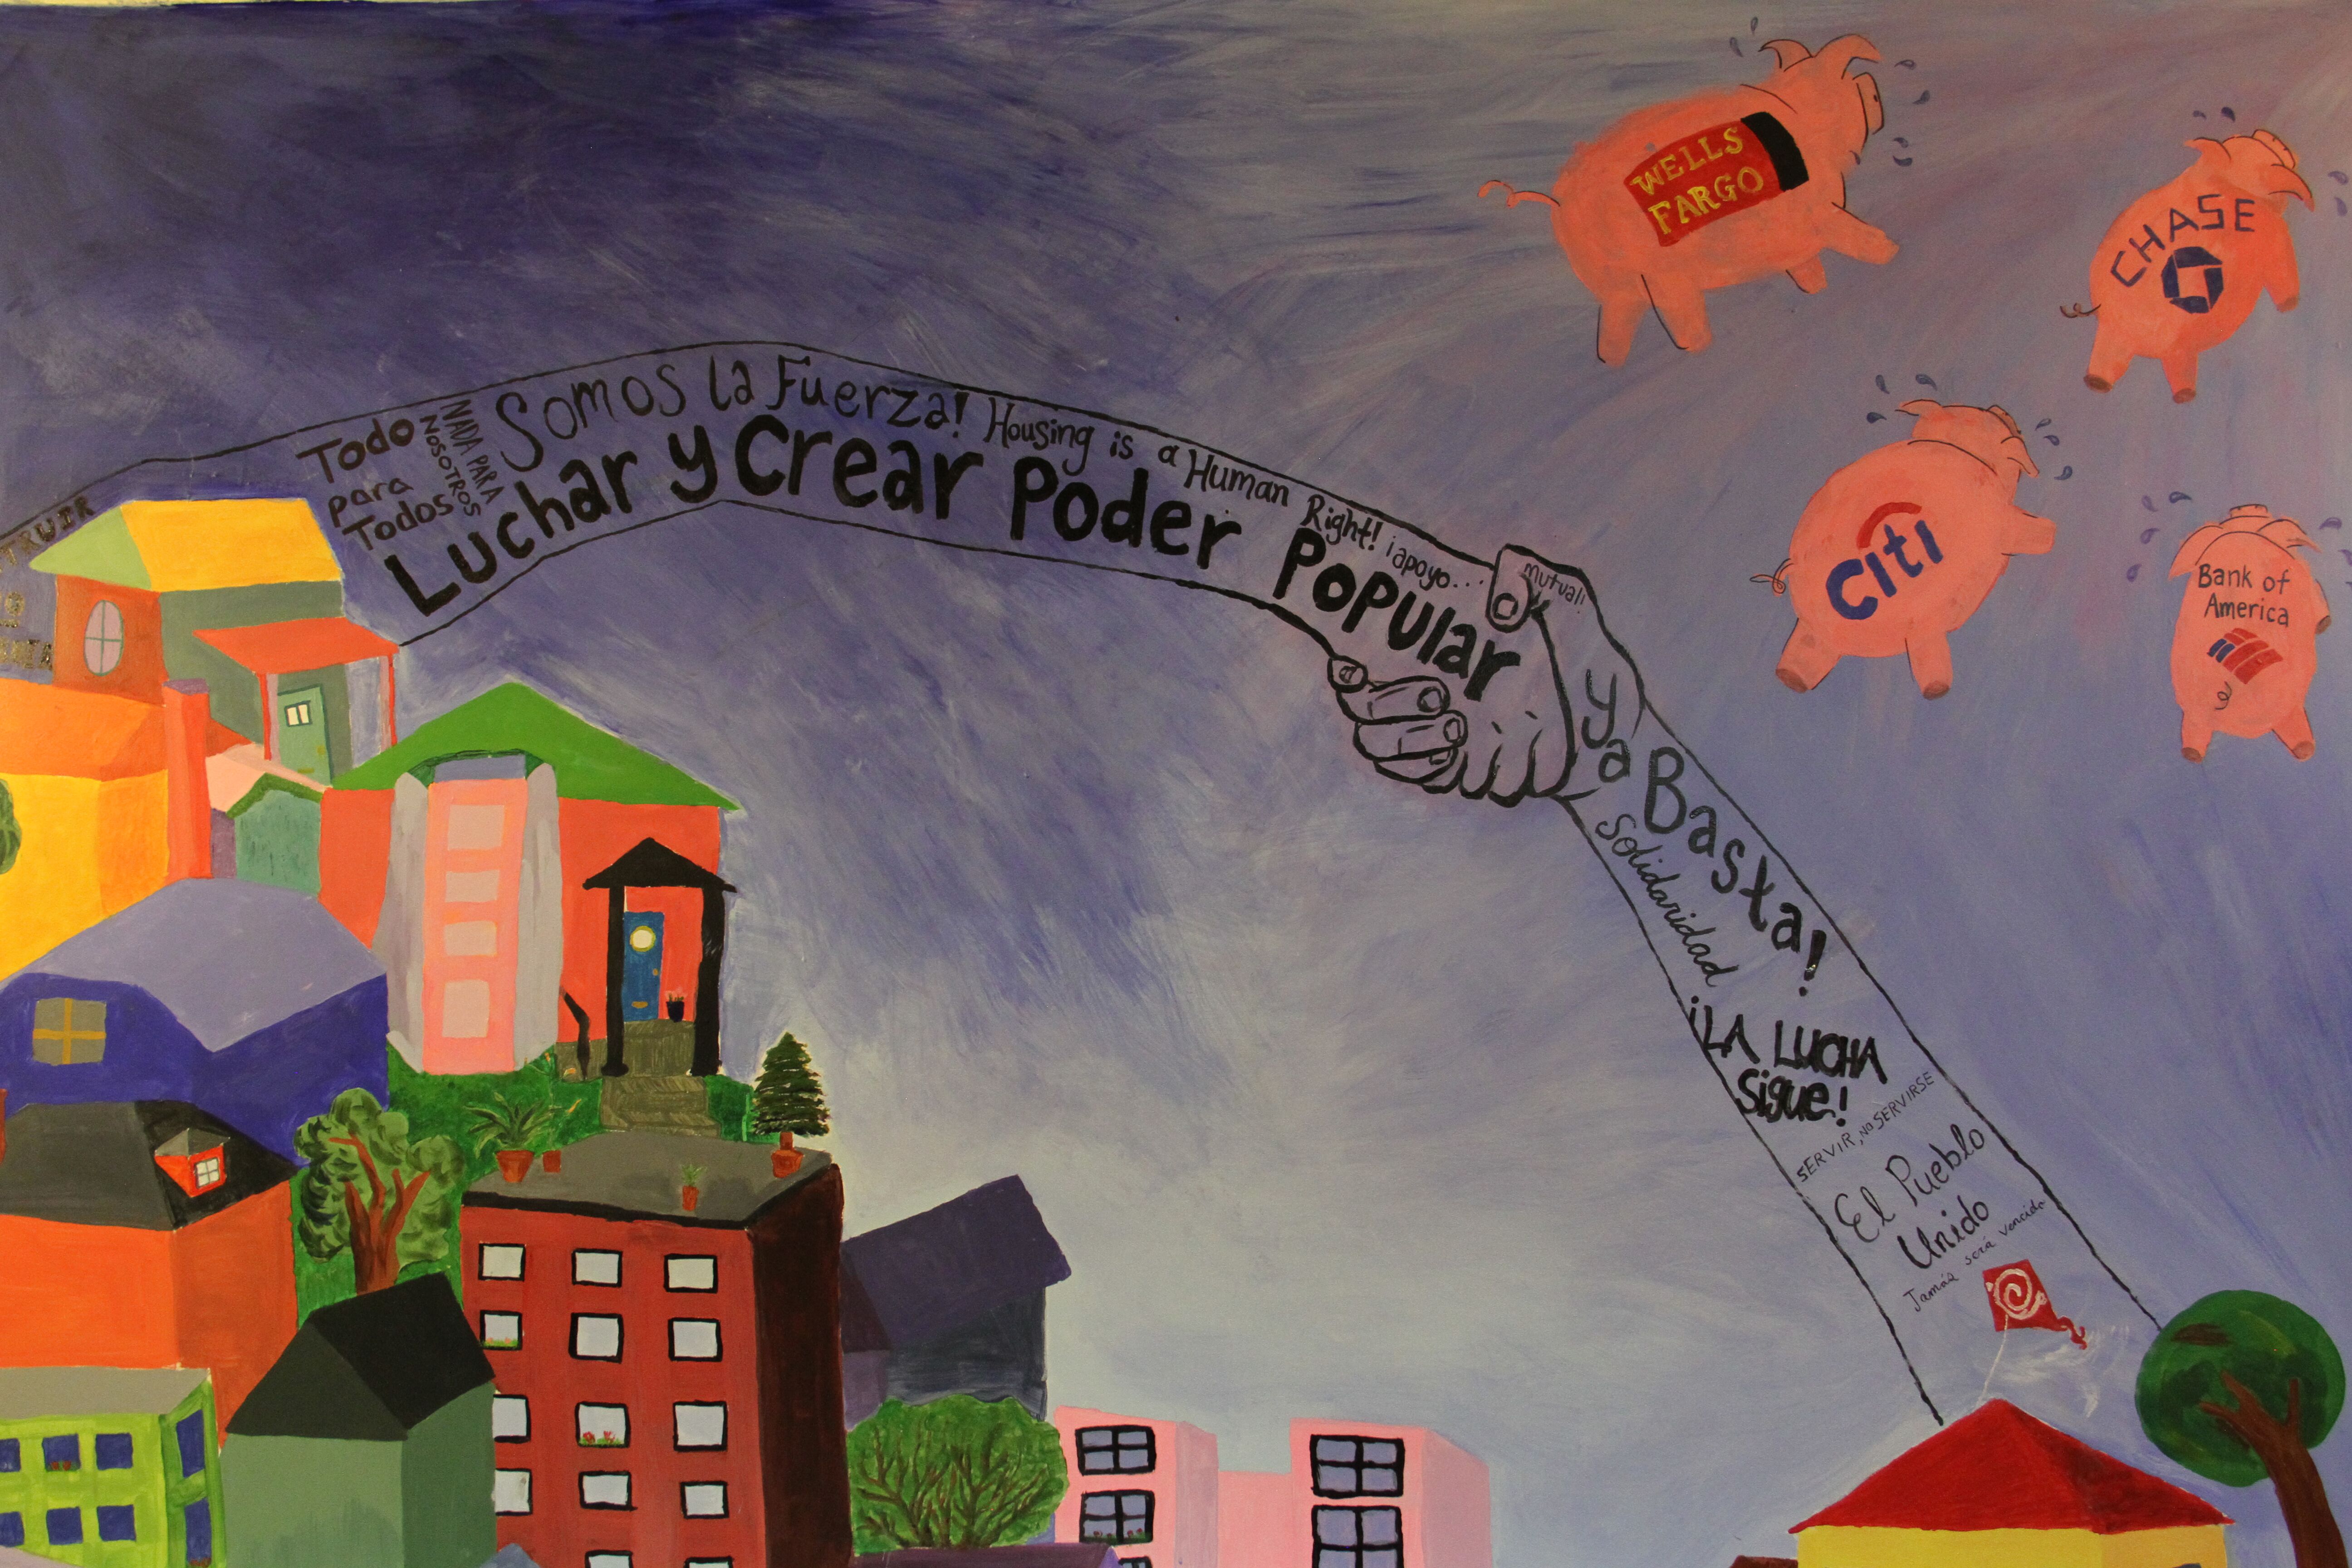 Todo
para
Todos
NADA PARA
NOSOTROS
Somos la Fuerza!
Luchar y Crear Poder Popular
Housing is a Human Right!
¡apoyo...
mutual!
Ya Basta!
Solidaridad
¡LA LUCHA
sigue!
SERVIR, NO SERVIRSE
El Pueblo
Unido
Jamás será vencido
WELLS
FARGO
CHASE
citi
Bank of
America